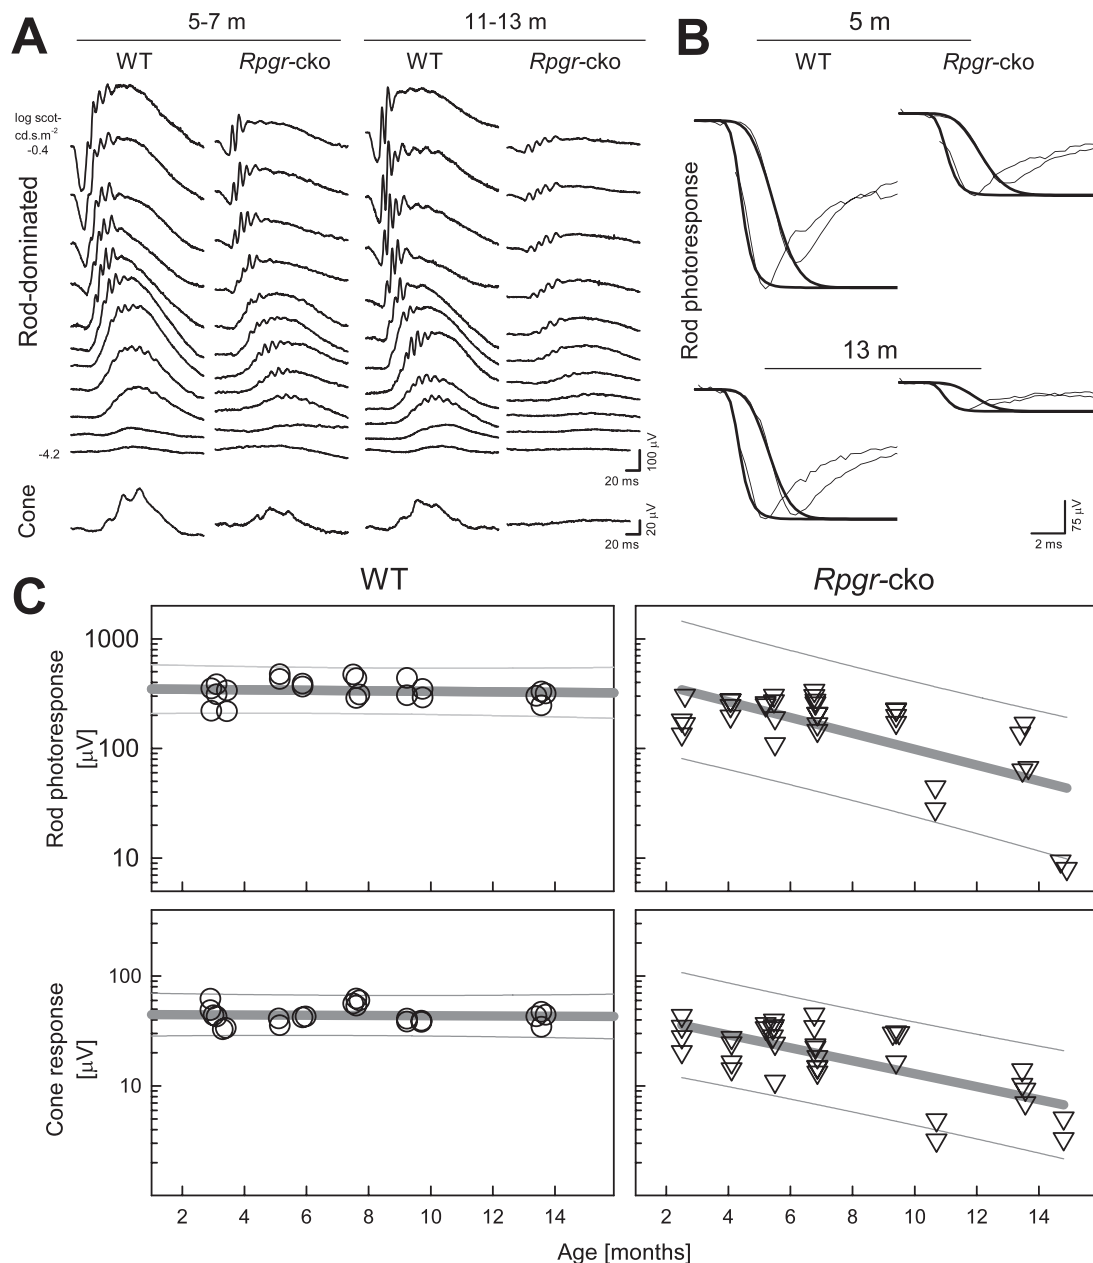 A
5-7 m
11-13 m
WT
Rpgr-cko
WT
Rpgr-cko
log scot-
cd.s.m-2
-0.4
Rod-dominated
-4.2
100 µV
20 ms
Cone
20 µV
20 ms
B
5 m
WT
Rpgr-cko
Rod photoresponse
13 m
75 µV
2 ms
C
WT
Rpgr-cko
Rod photoresponse
[µV]
1000
100
10
Cone response
[µV]
100
10
2 4 6 8 10 12 14
2 4 6 8 10 12 14
Age [months]